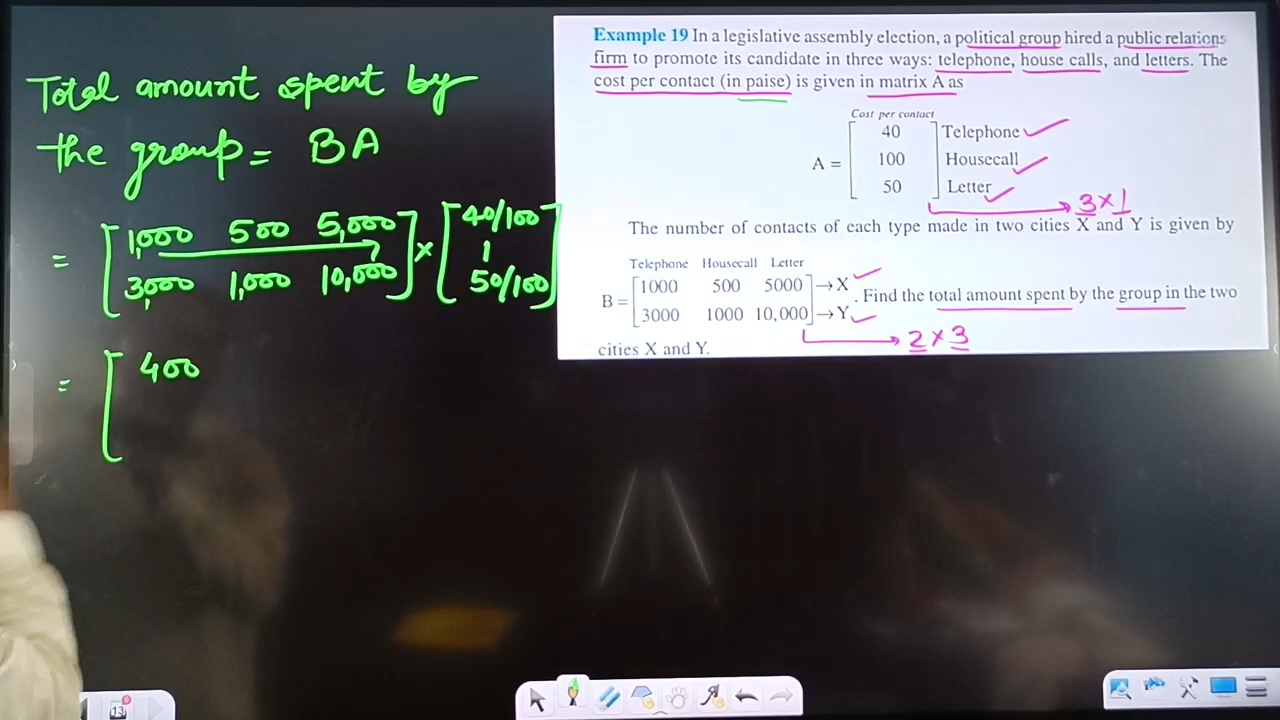 Total amount spent by
the group = BA
= [1,000 500 5,000
3,000 1,000 10,000] × [40/100
1
50/100]
= [400
Example 19 In a legislative assembly election, a political group hired a public relations
firm to promote its candidate in three ways: telephone, house calls, and letters. The
cost per contact (in paise) is given in matrix A as
Cost per contact
40 Telephone
A = 100 Housecall
50 Letter
3×1
The number of contacts of each type made in two cities X and Y is given by
Telephone Housecall Letter
1000 500 5000 →X
B = . Find the total amount spent by the group in the two
3000 1000 10,000 →Y
2×3
cities X and Y.
13